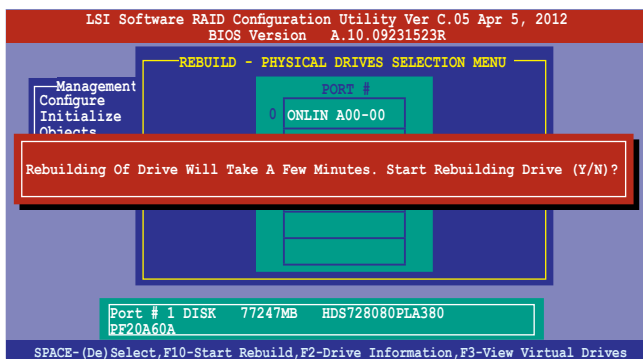 LSI Software RAID Configuration Utility Ver C.05 Apr 5, 2012
BIOS Version A.10.09231523R
REBUILD - PHYSICAL DRIVES SELECTION MENU
Management
Configure
Initialize
Objects
PORT #
0 ONLIN A00-00
Rebuilding Of Drive Will Take A Few Minutes. Start Rebuilding Drive (Y/N)?
Port # 1 DISK 77247MB HDS728080PLA380
PF20A60A
SPACE-(De)Select,F10-Start Rebuild,F2-Drive Information,F3-View Virtual Drives